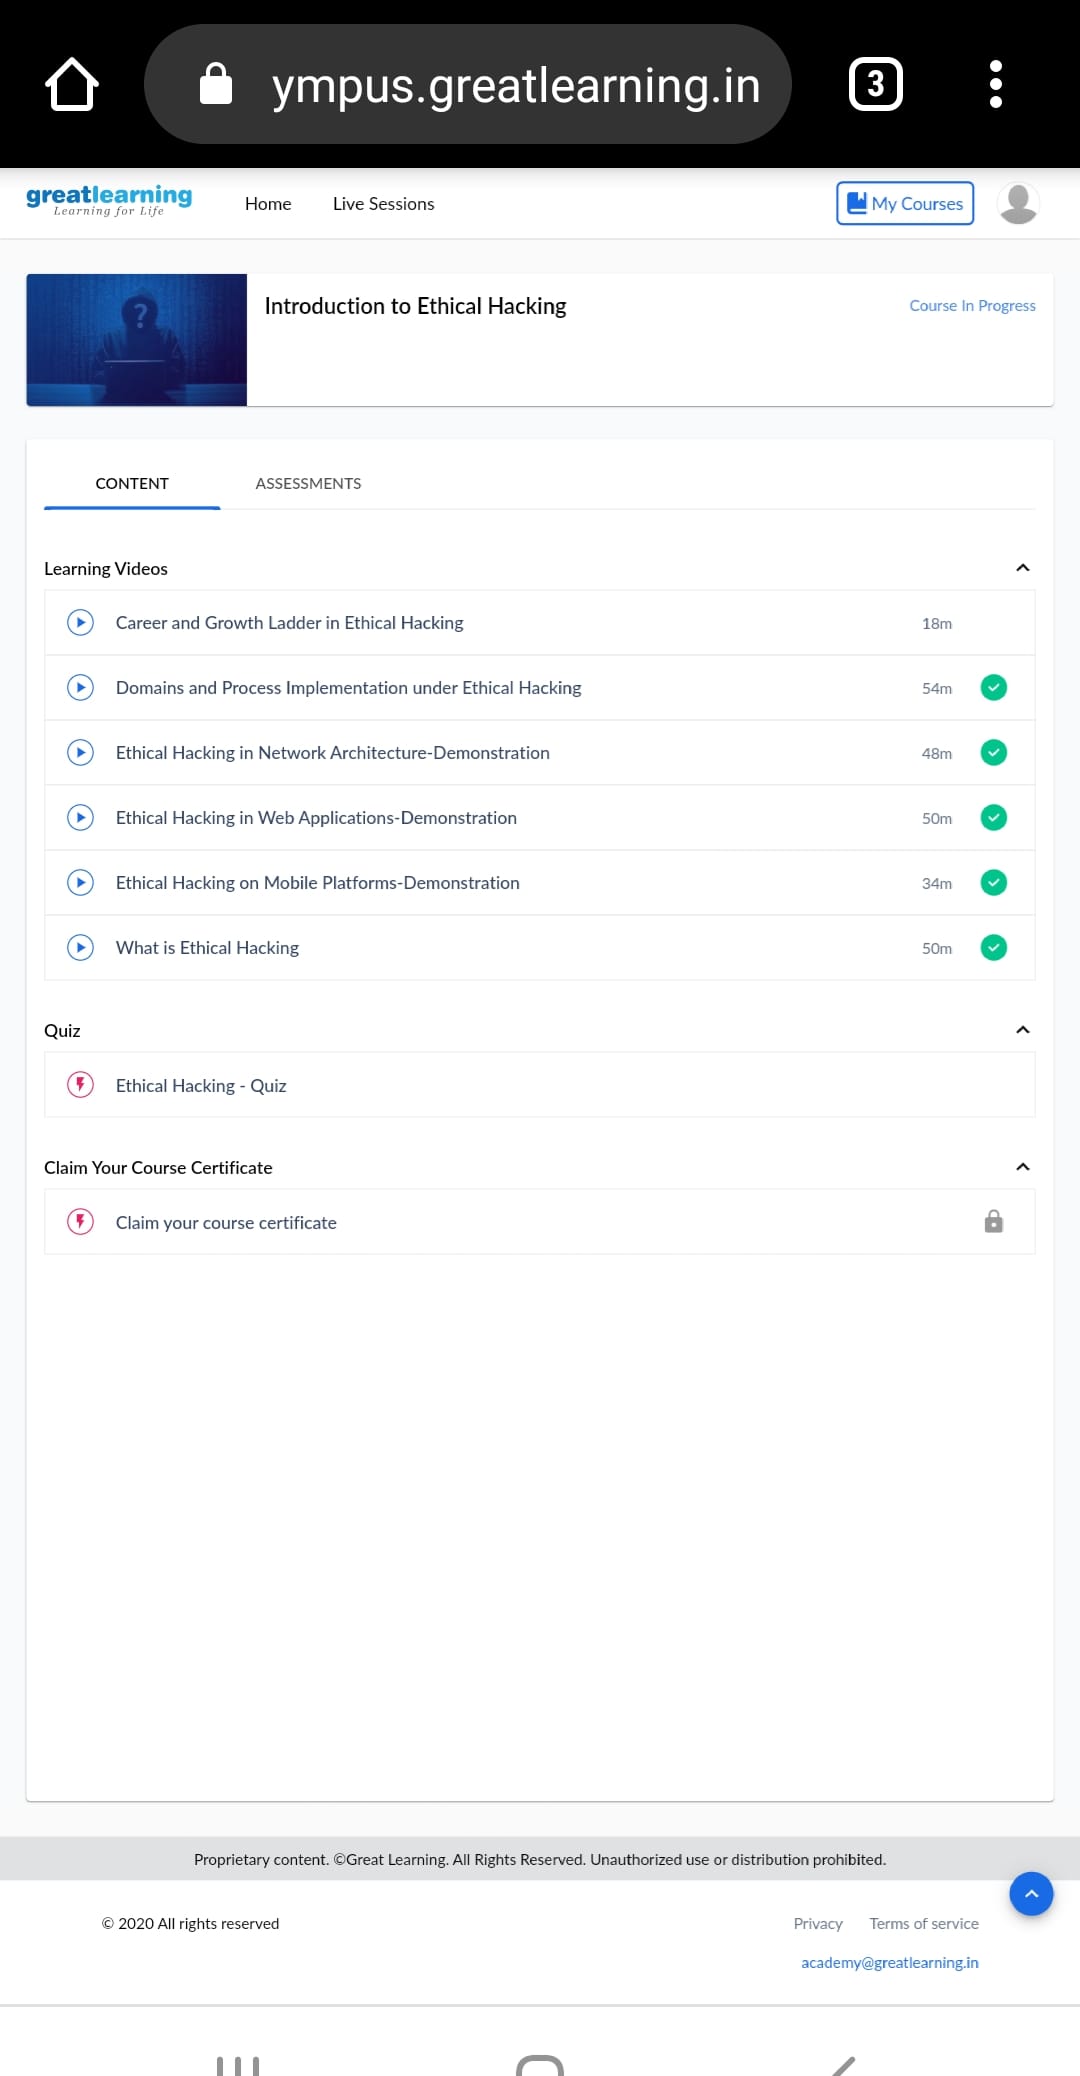 ympus.greatlearning.in
3
greatlearning
Learning for Life
Home
Live Sessions
My Courses
?
Introduction to Ethical Hacking
Course In Progress
CONTENT
ASSESSMENTS
Learning Videos
Career and Growth Ladder in Ethical Hacking 18m
Domains and Process Implementation under Ethical Hacking 54m
Ethical Hacking in Network Architecture-Demonstration 48m
Ethical Hacking in Web Applications-Demonstration 50m
Ethical Hacking on Mobile Platforms-Demonstration 34m
What is Ethical Hacking 50m
Quiz
Ethical Hacking - Quiz
Claim Your Course Certificate
Claim your course certificate
Proprietary content. ©Great Learning. All Rights Reserved. Unauthorized use or distribution prohibited.
© 2020 All rights reserved
Privacy
Terms of service
academy@greatlearning.in